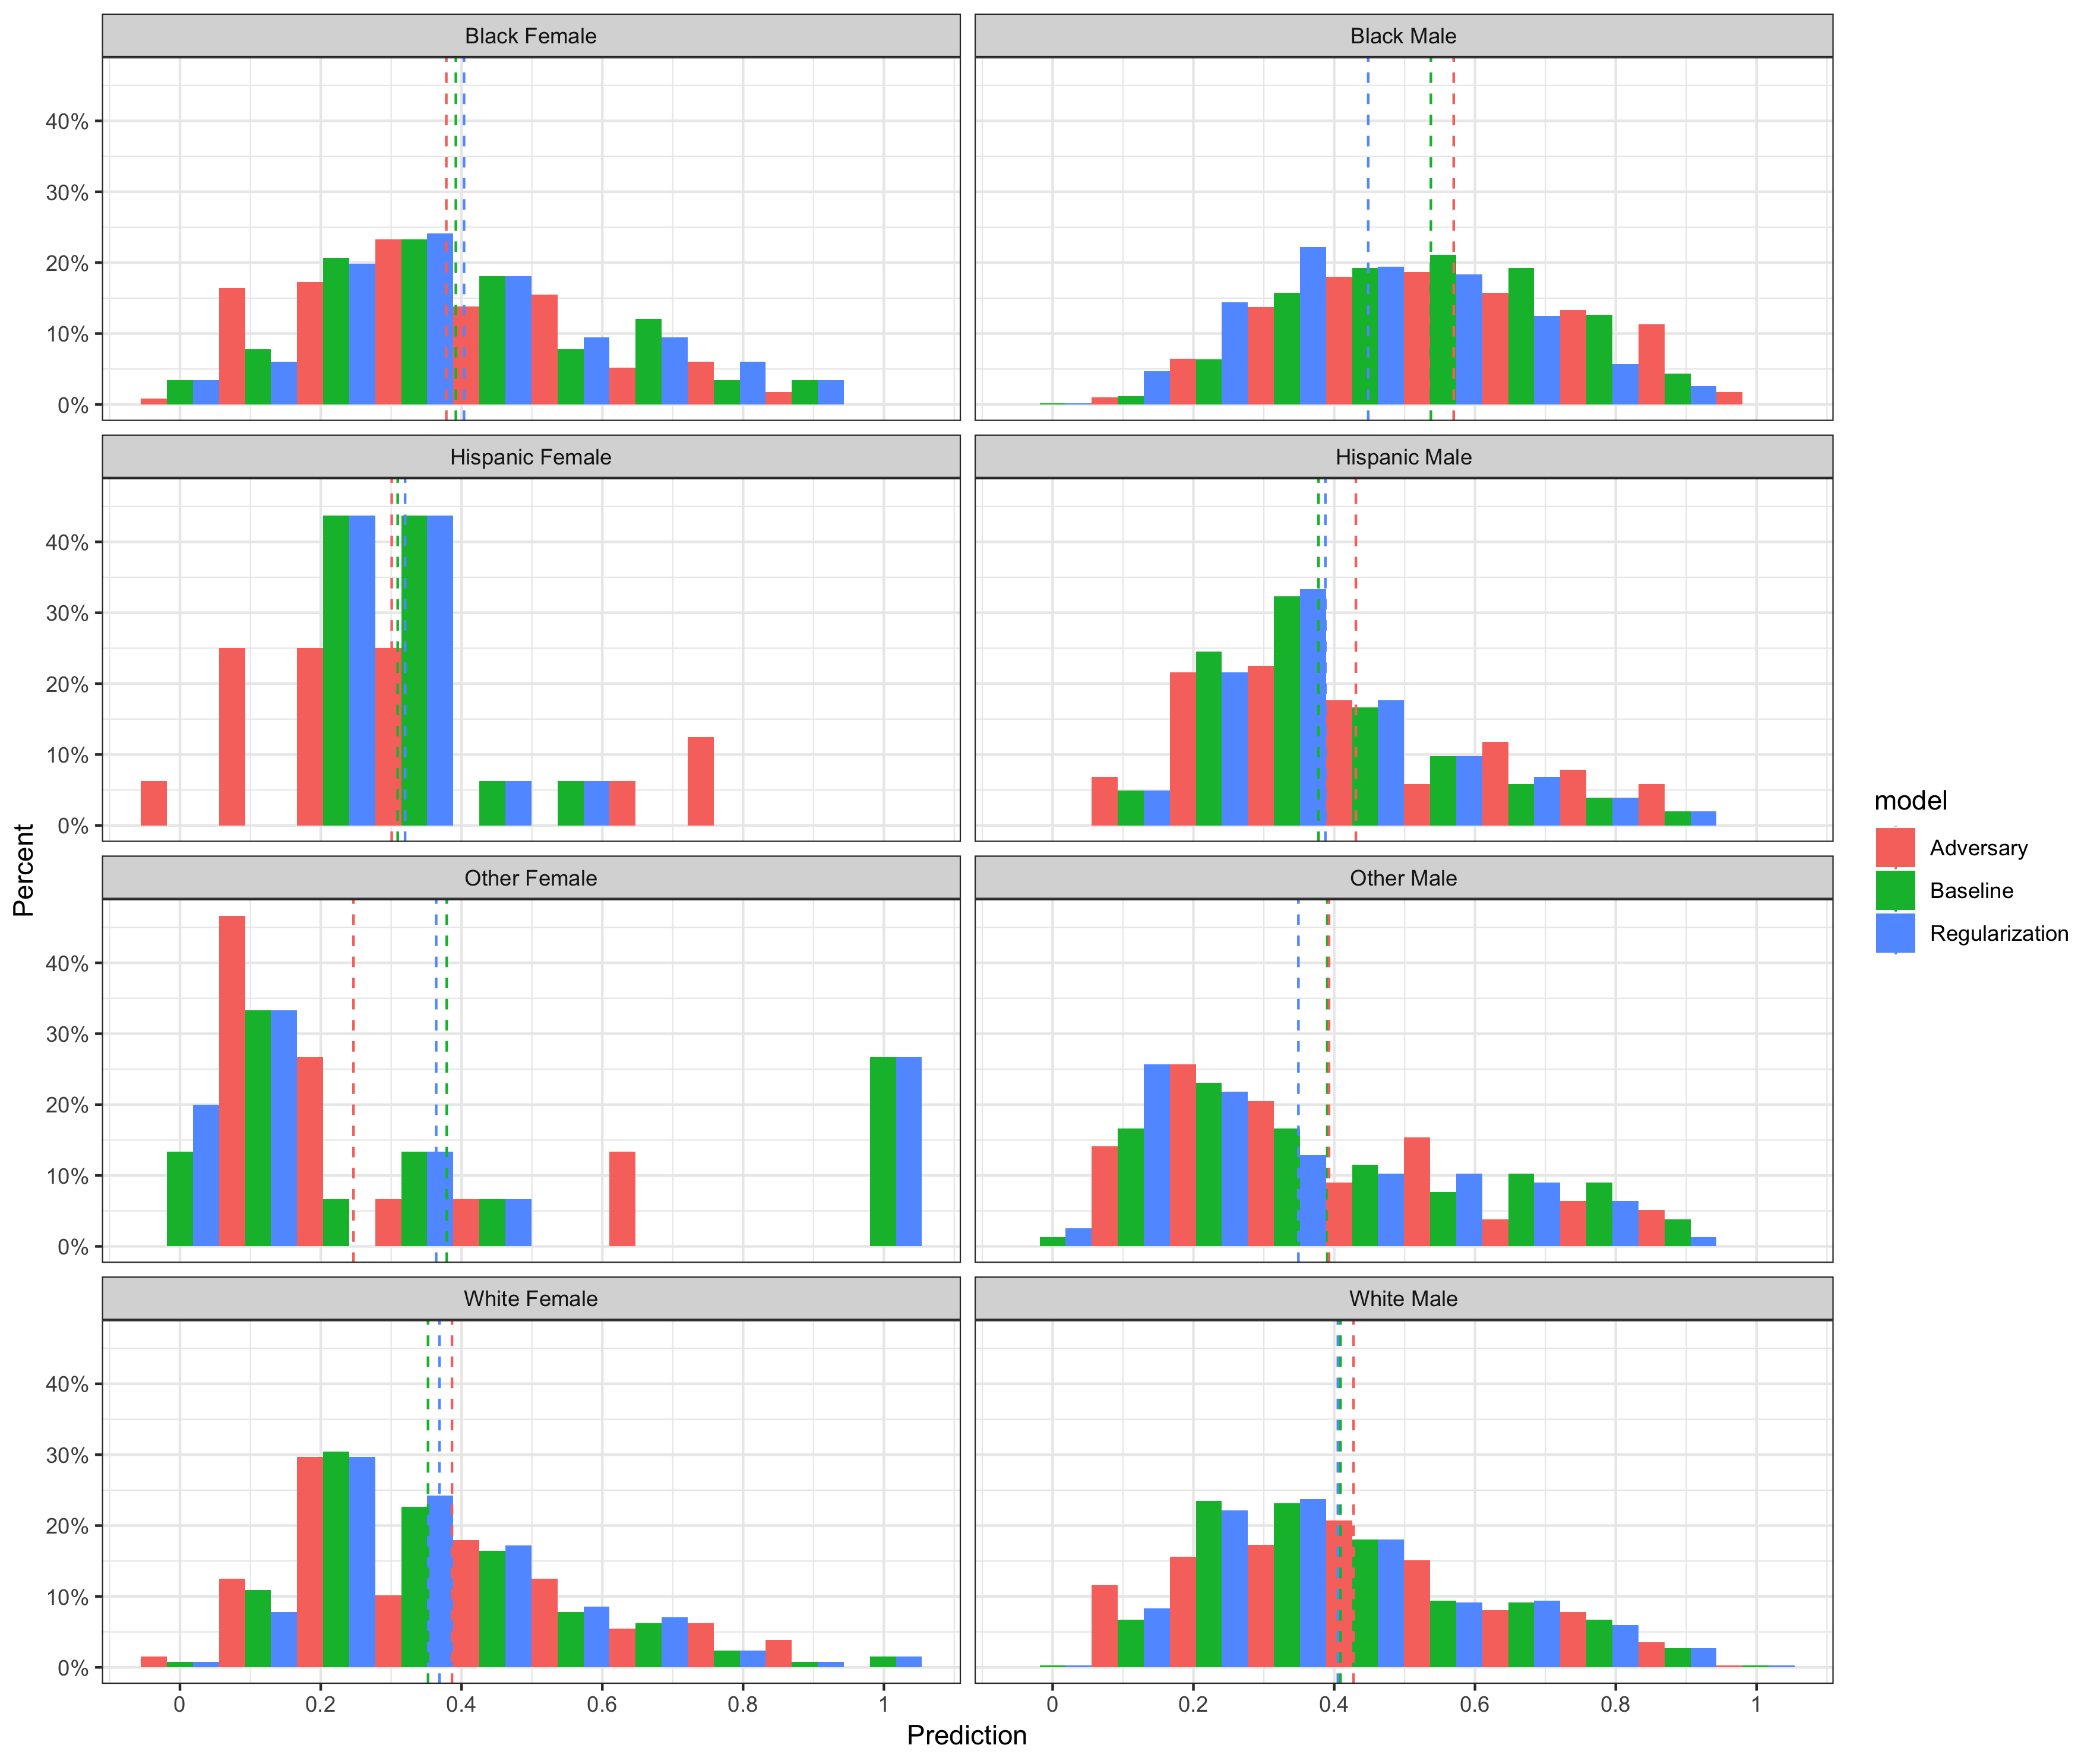 Black Female
Black Male
40%
30%
20%
10%
0%
Hispanic Female
Hispanic Male
40%
30%
20%
10%
0%
Other Female
Other Male
40%
30%
20%
10%
0%
White Female
White Male
40%
30%
20%
10%
0%
0 0.2 0.4 0.6 0.8 1
0 0.2 0.4 0.6 0.8 1
Prediction
Percent
model
Adversary
Baseline
Regularization